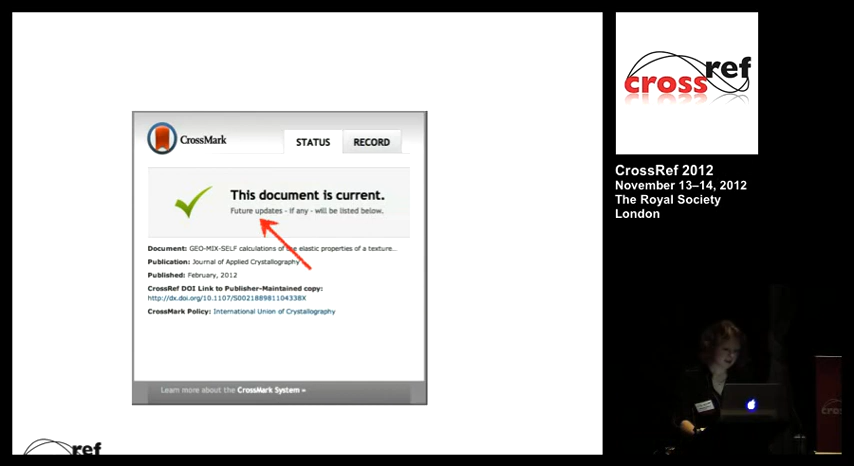 CrossMark
STATUS
RECORD
This document is current.
Future updates - if any - will be listed below.
Document: GEO-MIX-SELF calculations of the elastic properties of a texture...
Publication: Journal of Applied Crystallography
Published: February, 2012
CrossRef DOI Link to Publisher-Maintained copy:
http://dx.doi.org/10.1107/S002188981104338X
CrossMark Policy: International Union of Crystallography
Learn more about the CrossMark System »
ref
crossref
CrossRef 2012
November 13–14, 2012
The Royal Society
London